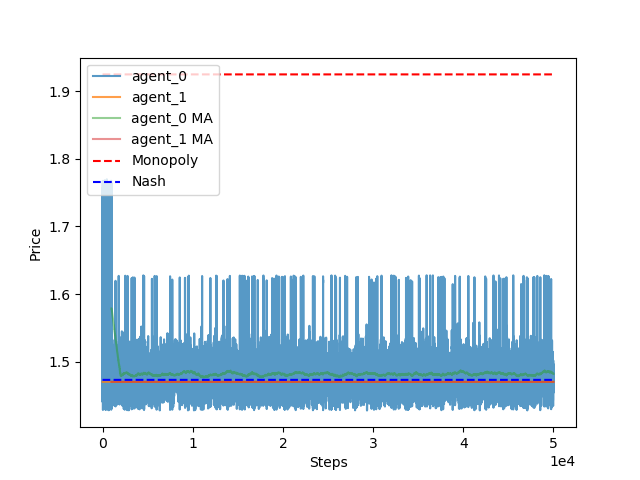 agent_0
agent_1
agent_0 MA
agent_1 MA
Monopoly
Nash
1.9
1.8
1.7
1.6
1.5
Price
0 1 2 3 4 5
1e4
Steps